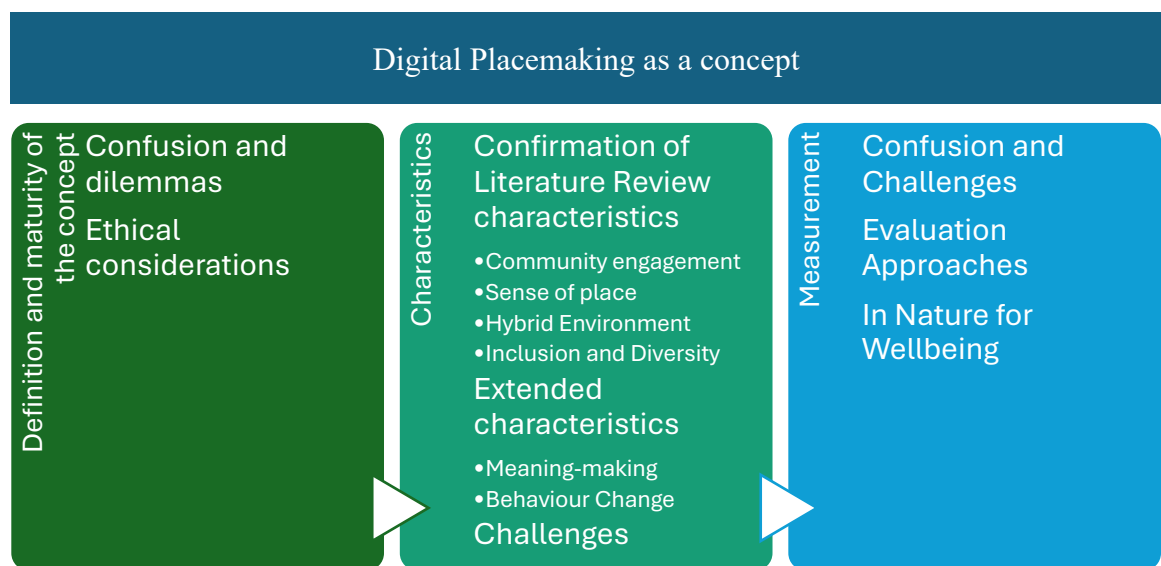 Digital Placemaking as a concept
Definition and maturity of
the concept
Confusion and
dilemmas
Ethical
considerations
Characteristics
Confirmation of
Literature Review
characteristics
•Community engagement
•Sense of place
•Hybrid Environment
•Inclusion and Diversity
Extended
characteristics
•Meaning-making
•Behaviour Change
Challenges
Measurement
Confusion and
Challenges
Evaluation
Approaches
In Nature for
Wellbeing